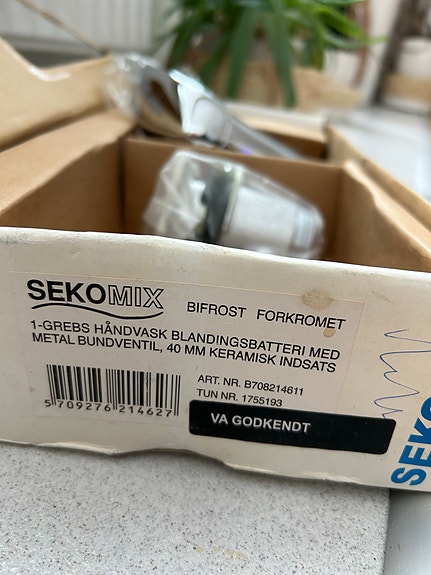 SEKOMIX BIFROST FORKROMET
1-GREBS HÅNDVASK BLANDINGSBATTERI MED
METAL BUNDVENTIL, 40 MM KERAMISK INDSATS
ART. NR. B708214611
TUN NR. 1755193
5 709276 214627
VA GODKENDT
SEKO